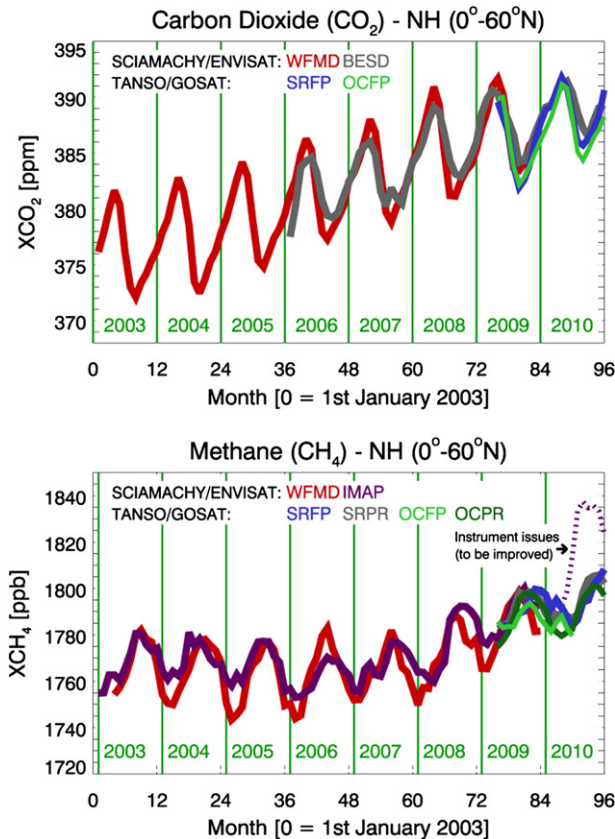 Carbon Dioxide (CO₂) - NH (0°-60°N)
395
390
385
380
375
370
XCO₂ [ppm]
SCIAMACHY/ENVISAT: WFMD BESD
TANSO/GOSAT: SRFP OCFP
2003 2004 2005 2006 2007 2008 2009 2010
0 12 24 36 48 60 72 84 96
Month [0 = 1st January 2003]
Methane (CH₄) - NH (0°-60°N)
1840
1820
1800
1780
1760
1740
1720
XCH₄ [ppb]
SCIAMACHY/ENVISAT: WFMD IMAP
TANSO/GOSAT: SRFP SRPR OCFP OCPR
Instrument issues
(to be improved)
2003 2004 2005 2006 2007 2008 2009 2010
0 13 24 36 48 60 72 84 96
Month [0 = 1st January 2003]